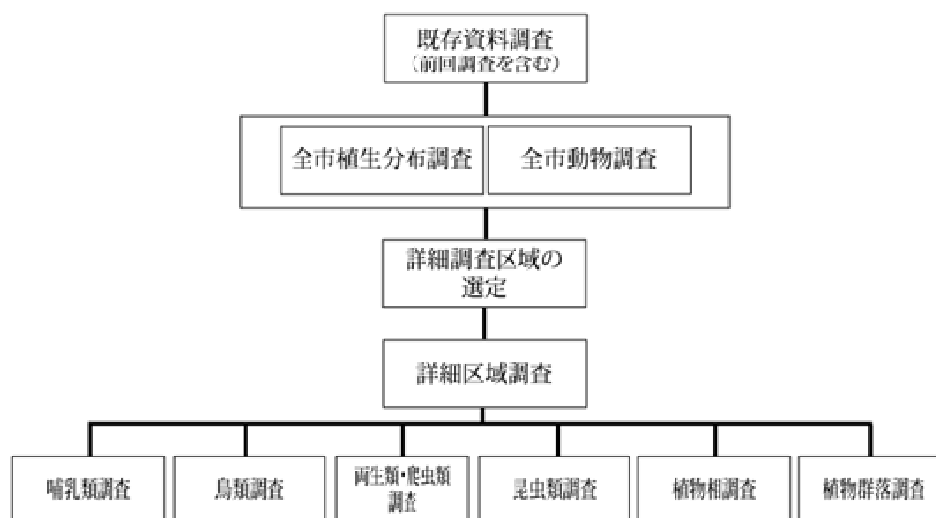 既存資料調査
（前回調査を含む）
全市植生分布調査
全市動物調査
詳細調査区域の
選定
詳細区域調査
哺乳類調査
鳥類調査
両生類・爬虫類
調査
昆虫類調査
植物相調査
植物群落調査